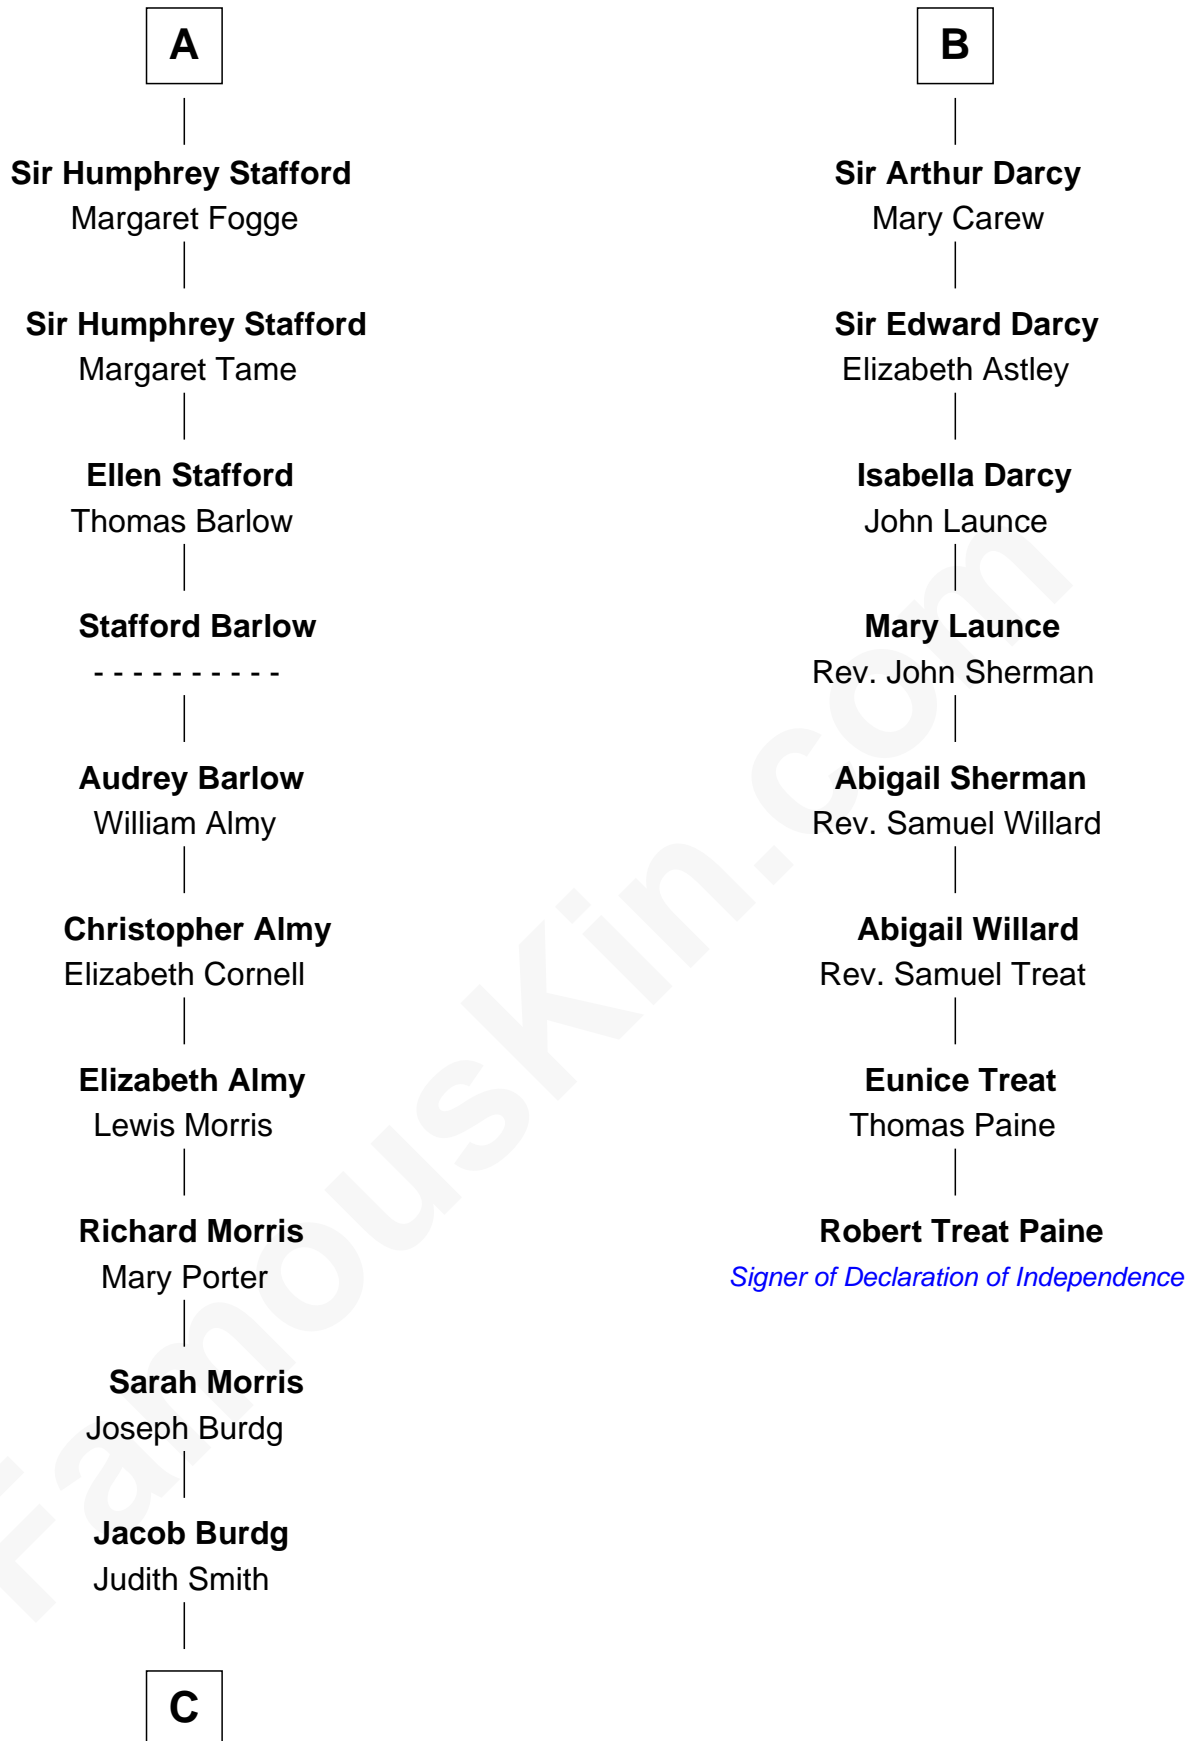 A
Sir Humphrey Stafford
Margaret Fogge
Sir Humphrey Stafford
Margaret Tame
Ellen Stafford
Thomas Barlow
Stafford Barlow
- - - - - - - - - -
Audrey Barlow
William Almy
Christopher Almy
Elizabeth Cornell
Elizabeth Almy
Lewis Morris
Richard Morris
Mary Porter
Sarah Morris
Joseph Burdg
Jacob Burdg
Judith Smith
C
B
Sir Arthur Darcy
Mary Carew
Sir Edward Darcy
Elizabeth Astley
Isabella Darcy
John Launce
Mary Launce
Rev. John Sherman
Abigail Sherman
Rev. Samuel Willard
Abigail Willard
Rev. Samuel Treat
Eunice Treat
Thomas Paine
Robert Treat Paine
Signer of Declaration of Independence
FamousKin.com